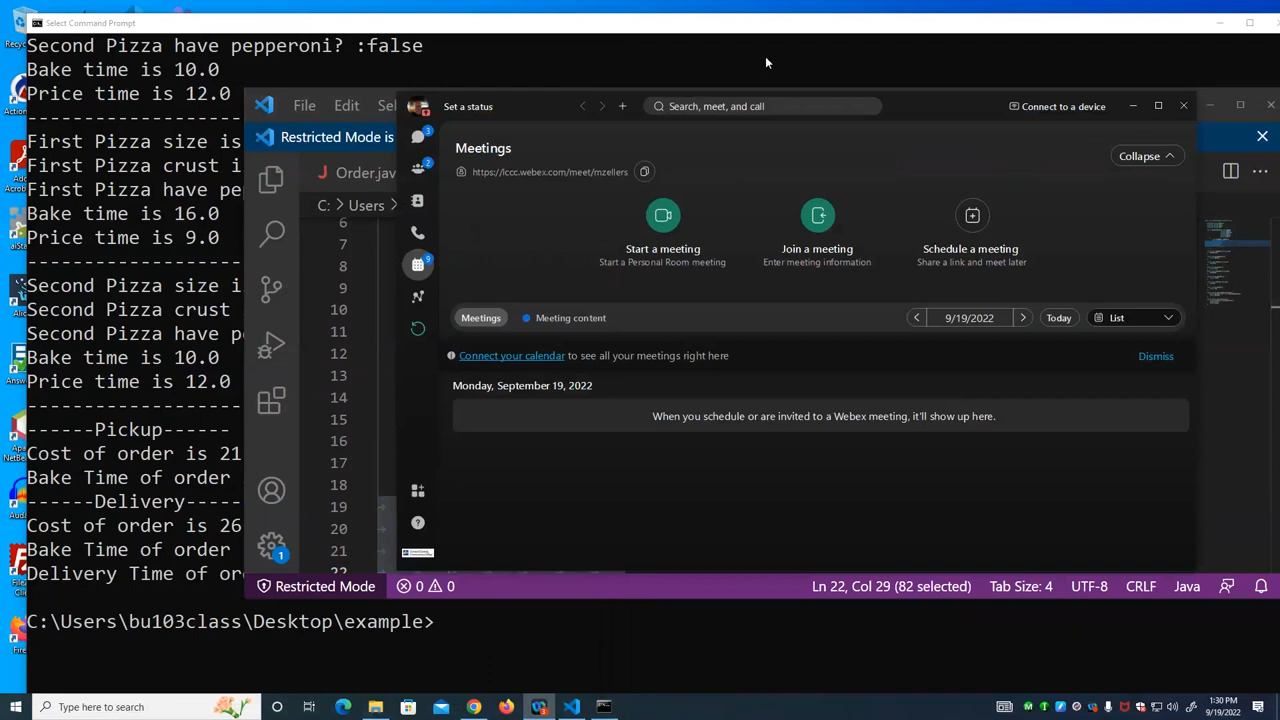 Select Command Prompt
Second Pizza have pepperoni? :false
Bake time is 10.0
Price time is 12.0
First Pizza size is
First Pizza crust i
First Pizza have pe
Bake time is 16.0
Price time is 9.0
Second Pizza size i
Second Pizza crust
Second Pizza have p
Bake time is 10.0
Price time is 12.0
------Pickup------
Cost of order is 21
Bake Time of order
------Delivery-----
Cost of order is 26
Bake Time of order
Delivery Time of or
C:\Users\bu103class\Desktop\example>
File Edit Sel
Restricted Mode is
Order.jav
C: > Users >
6
7
8
9
10
11
12
13
14
15
16
17
18
19
20
21
22
1
Restricted Mode
0 0
Ln 22, Col 29 (82 selected)
Tab Size: 4
UTF-8
CRLF
Java
Set a status
Search, meet, and call
Connect to a device
3
2
9
Meetings
https://lccc.webex.com/meet/mzellers
Collapse
Start a meeting
Start a Personal Room meeting
Join a meeting
Enter meeting information
Schedule a meeting
Share a link and meet later
Meetings
Meeting content
9/19/2022
Today
List
Connect your calendar to see all your meetings right here
Dismiss
Monday, September 19, 2022
When you schedule or are invited to a Webex meeting, it'll show up here.
Type here to search
1:30 PM
9/19/2022